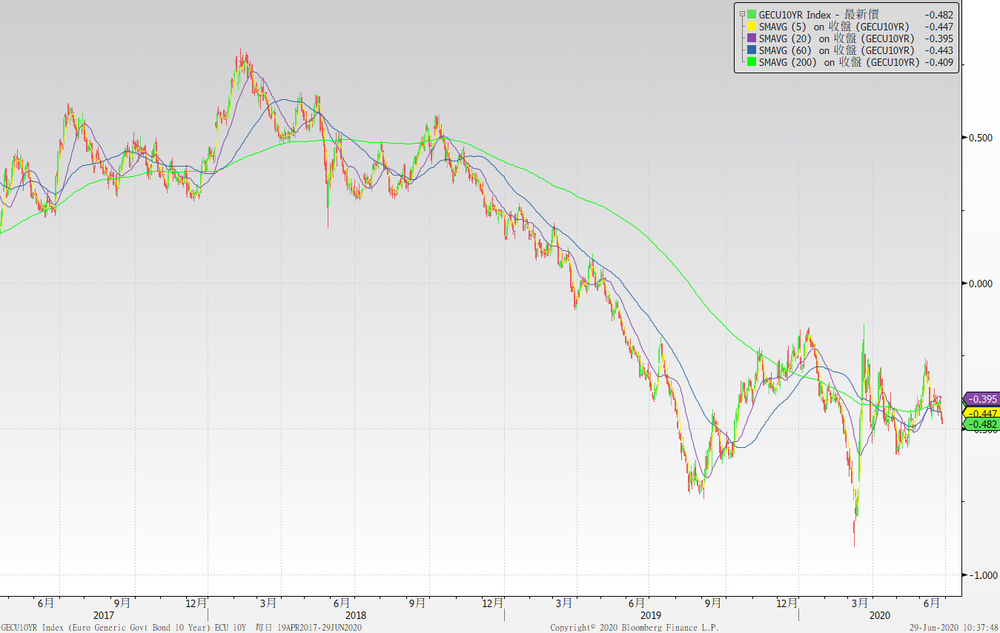 GECU10YR Index - 最新價 -0.482
SMAVG (5) on 收盤 (GECU10YR) -0.447
SMAVG (20) on 收盤 (GECU10YR) -0.395
SMAVG (60) on 收盤 (GECU10YR) -0.443
SMAVG (200) on 收盤 (GECU10YR) -0.409
0.500
0.000
-0.395
-0.447
-0.482
-1.000
6月 9月 12月 3月 6月 9月 12月 3月 6月 9月 12月 3月 6月
2017 2018 2019 2020
GECU10YR Index (Euro Generic Govt Bond 10 Year) ECU 10Y 每日 19APR2017-29JUN2020 Copyright© 2020 Bloomberg Finance L.P. 29-Jun-2020 10:37:48